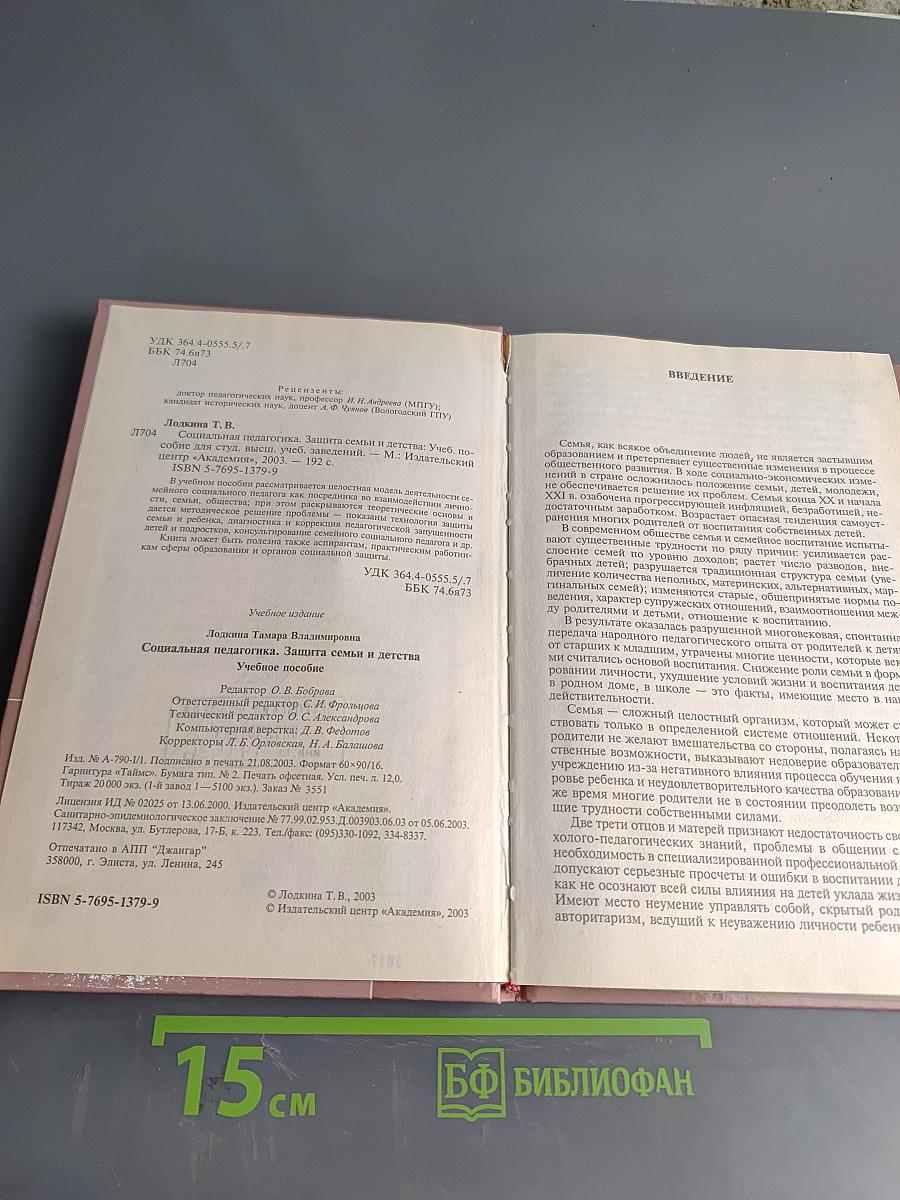 УДК 364.4-0555.5/.7
ББК 74.6я73
Л704
Рецензенты:
доктор педагогических наук, профессор И. Н. Андреева (МПГУ);
кандидат исторических наук, доцент А. Ф. Чуянов (Вологодский ГПУ)
Лодкина Т. В.
Л704 Социальная педагогика. Защита семьи и детства: Учеб. по-
собие для студ. высш. учеб. заведений. — М.: Издательский
центр «Академия», 2003. — 192 с.
ISBN 5-7695-1379-9
В учебном пособии рассматривается целостная модель деятельности се-
мейного социального педагога как посредника во взаимодействии лично-
сти, семьи, общества; при этом раскрываются теоретические основы и
дается методическое решение проблемы — показаны технология защиты
семьи и ребенка, диагностика и коррекция педагогической запущенности
детей и подростков, консультирование семейного социального педагога и др.
Книга может быть полезна также аспирантам, практическим работни-
кам сферы образования и органов социальной защиты.
УДК 364.4-0555.5/.7
ББК 74.6я73
Учебное издание
Лодкина Тамара Владимировна
Социальная педагогика. Защита семьи и детства
Учебное пособие
Редактор О. В. Боброва
Ответственный редактор С. И. Фрольцова
Технический редактор О. С. Александрова
Компьютерная верстка: Д. В. Федотов
Корректоры Л. Б. Орловская, Н. А. Балашова
Изд. № А-790-I/1. Подписано в печать 21.08.2003. Формат 60×90/16.
Гарнитура «Таймс». Бумага тип. № 2. Печать офсетная. Усл. печ. л. 12,0.
Тираж 20 000 экз. (1-й завод 1—5100 экз.). Заказ № 3551
Лицензия ИД № 02025 от 13.06.2000. Издательский центр «Академия».
Санитарно-эпидемиологическое заключение № 77.99.02.953.Д.003903.06.03 от 05.06.2003.
117342, Москва, ул. Бутлерова, 17-Б, к. 223. Тел./факс: (095)330-1092, 334-8337.
Отпечатано в АПП "Джангар"
358000, г. Элиста, ул. Ленина, 245
ISBN 5-7695-1379-9
© Лодкина Т. В., 2003
© Издательский центр «Академия», 2003
ВВЕДЕНИЕ
Семья, как всякое объединение людей, не является застывшим
образованием и претерпевает существенные изменения в процессе
общественного развития. В ходе социально-экономических изме-
нений в стране осложнилось положение семьи, детей, молодежи,
не обеспечивается решение их проблем. Семья конца XX и начала
XXI в. озабочена прогрессирующей инфляцией, безработицей, не-
достаточным заработком. Возрастает опасная тенденция самоуст-
ранения многих родителей от воспитания собственных детей.
В современном обществе семья и семейное воспитание испыты-
вают существенные трудности по ряду причин: усиливается рас-
слоение семей по уровню доходов; растет число разводов, вне-
брачных детей; разрушается традиционная структура семьи (уве-
личение количества неполных, материнских, альтернативных, мар-
гинальных семей); изменяются старые, общепринятые нормы по-
ведения, характер супружеских отношений, взаимоотношения меж-
ду родителями и детьми, отношение к воспитанию.
В результате оказалась разрушенной многовековая, спонтанна
передача народного педагогического опыта от родителей к детя
от старших к младшим, утрачены многие ценности, которые век
ми считались основой воспитания. Снижение роли семьи в форм
ровании личности, ухудшение условий жизни и воспитания де
в родном доме, в школе — это факты, имеющие место в на
действительности.
Семья — сложный целостный организм, который может с
ствовать только в определенной системе отношений. Некот
родители не желают вмешательства со стороны, полагаясь на
ственные возможности, выказывают недоверие образовател
учреждению из-за негативного влияния процесса обучения н
ровье ребенка и неудовлетворительного качества образовани
же время многие родители не в состоянии преодолеть воз
щие трудности собственными силами.
Две трети отцов и матерей признают недостаточность сво
холого-педагогических знаний, проблемы в общении с
необходимость в специализированной профессиональной
допускают серьезные просчеты и ошибки в воспитании д
как не осознают всей силы влияния на детей уклада жиз
Имеют место неумение управлять собой, скрытый род
авторитаризм, ведущий к неуважению личности ребенк
15 см
БФ БИБЛИОФАН